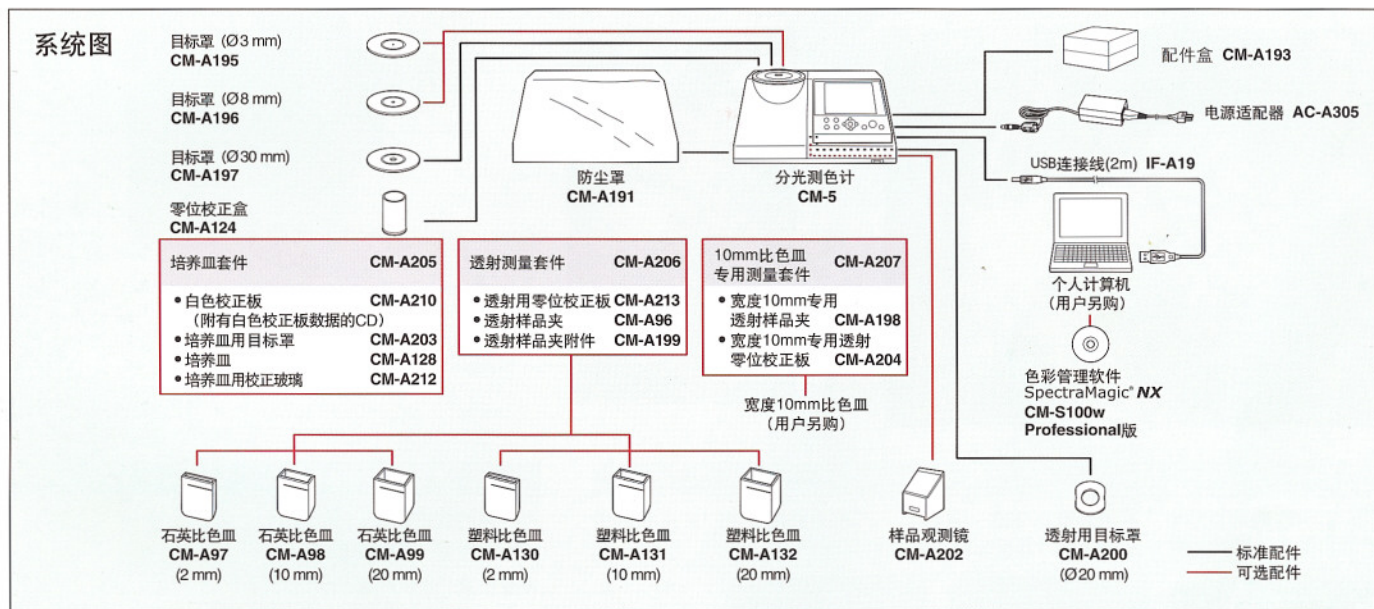 系统图
目标罩 (Ø3 mm)
CM-A195
目标罩 (Ø8 mm)
CM-A196
目标罩 (Ø30 mm)
CM-A197
零位校正盒
CM-A124
防尘罩
CM-A191
分光测色计
CM-5
配件盒 CM-A193
电源适配器 AC-A305
USB连接线(2m) IF-A19
个人计算机
(用户另购)
色彩管理软件
SpectraMagic® NX
CM-S100w
Professional版
培养皿套件 CM-A205
• 白色校正板 CM-A210
(附有白色校正板数据的CD)
• 培养皿用目标罩 CM-A203
• 培养皿 CM-A128
• 培养皿用校正玻璃 CM-A212
透射测量套件 CM-A206
• 透射用零位校正板 CM-A213
• 透射样品夹 CM-A96
• 透射样品夹附件 CM-A199
10mm比色皿 CM-A207
专用测量套件
• 宽度10mm专用
透射样品夹 CM-A198
• 宽度10mm专用透射
零位校正板 CM-A204
宽度10mm比色皿
(用户另购)
石英比色皿
CM-A97
(2 mm)
石英比色皿
CM-A98
(10 mm)
石英比色皿
CM-A99
(20 mm)
塑料比色皿
CM-A130
(2 mm)
塑料比色皿
CM-A131
(10 mm)
塑料比色皿
CM-A132
(20 mm)
样品观测镜
CM-A202
透射用目标罩
CM-A200
(Ø20 mm)
标准配件
可选配件